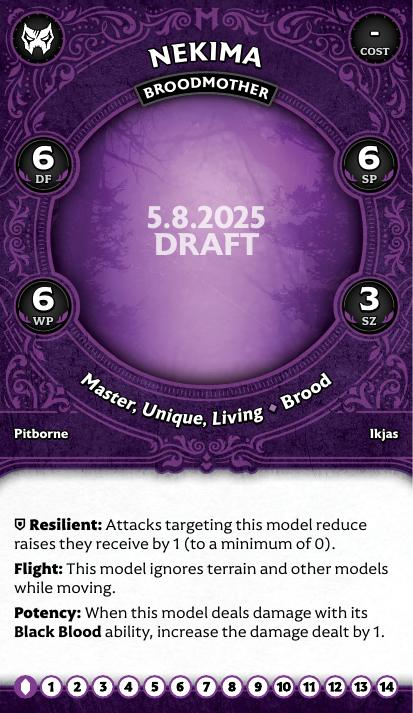 -
COST
NEKIMA
BROODMOTHER
6
DF
6
SP
5.8.2025
DRAFT
6
WP
3
SZ
Master, Unique, Living ◆ Brood
Pitborne
Ikjas
Resilient: Attacks targeting this model reduce
raises they receive by 1 (to a minimum of 0).
Flight: This model ignores terrain and other models
while moving.
Potency: When this model deals damage with its
Black Blood ability, increase the damage dealt by 1.
1 2 3 4 5 6 7 8 9 10 11 12 13 14